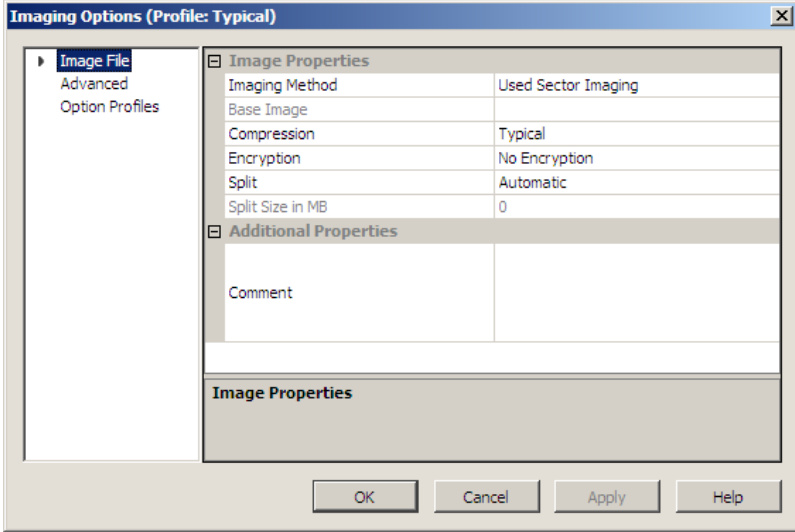 Imaging Options (Profile: Typical)
Image File
Advanced
Option Profiles
Image Properties
Imaging Method Used Sector Imaging
Base Image
Compression Typical
Encryption No Encryption
Split Automatic
Split Size in MB 0
Additional Properties
Comment
Image Properties
OK Cancel Apply Help